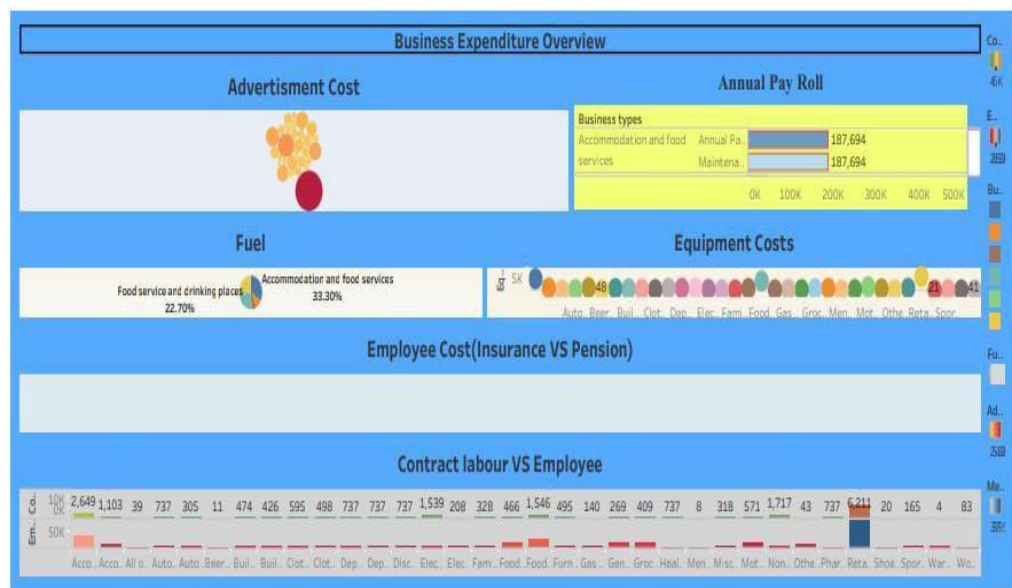 Business Expenditure Overview
Advertisment Cost
Annual Pay Roll
Business types
Accommodation and food services
Annual Pa..
187,694
Maintena..
187,694
0K 100K 200K 300K 400K 500K
Fuel
Food service and drinking places
22.70%
Accommodation and food services
33.30%
Equipment Costs
5K
48 21 41
Auto.. Beer.. Buil.. Clot.. Dep.. Elec.. Fami.. Food.. Gas.. Groc.. Men.. Mot.. Othe.. Reta.. Spor..
Employee Cost(Insurance VS Pension)
Contract labour VS Employee
Co..
10K
0K
2,649 1,103 39 737 305 11 474 426 595 498 737 737 737 1,539 208 328 466 1,546 495 140 269 409 737 8 318 571 1,717 43 737 6,211 20 165 4 83
Em..
50K
Acco.. Acco.. All o.. Auto.. Auto.. Beer.. Buil.. Buil.. Clot.. Clot.. Dep.. Dep.. Disc.. Elec.. Elec.. Fami.. Food.. Food.. Furn.. Gas .. Gen.. Groc.. Heal.. Men.. Misc.. Mot.. Non.. Othe.. Phar.. Reta.. Shoe.. Spor.. War.. Wo..
Co..
E..
Bu..
Fu..
Ad..
Me..